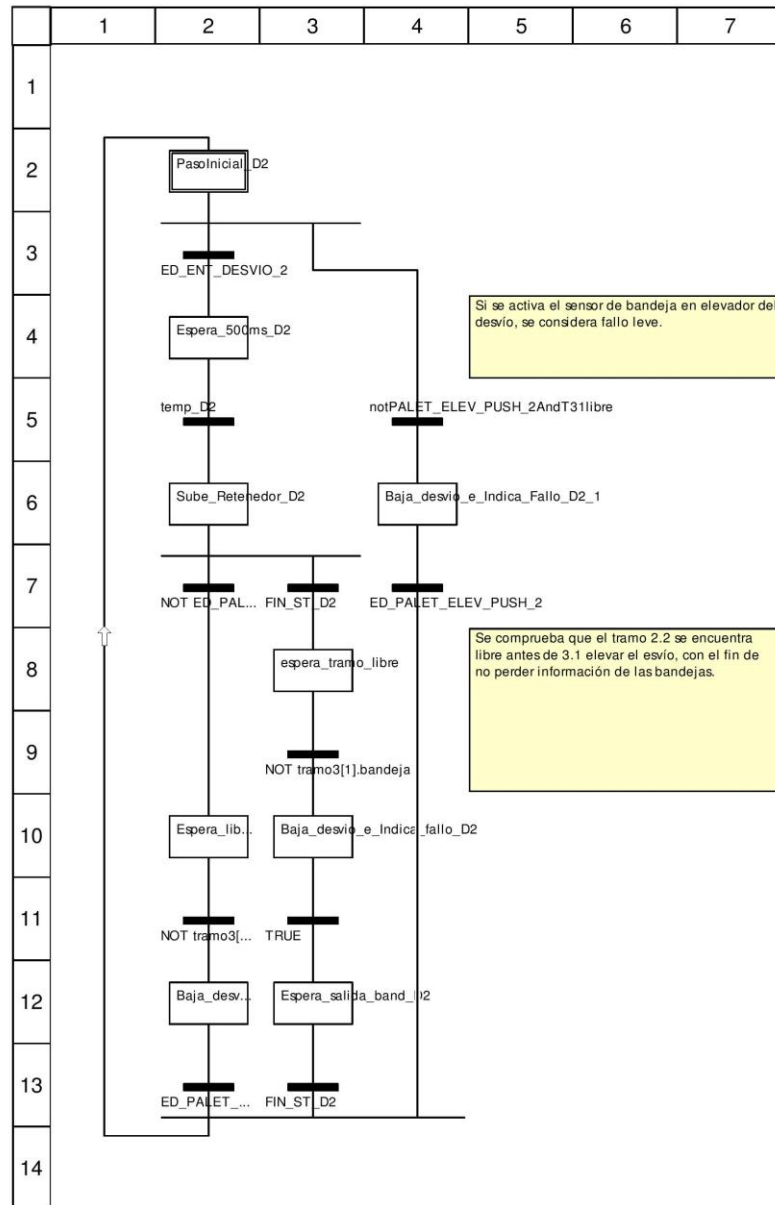 1 2 3 4 5 6 7
1
2
PasoInicial_D2
3
ED_ENT_DESVIO_2
4
Espera_500ms_D2
Si se activa el sensor de bandeja en elevador del
desvío, se considera fallo leve.
5
temp_D2
notPALET_ELEV_PUSH_2AndT31libre
6
Sube_Retenedor_D2
Baja_desvio_e_Indica_Fallo_D2_1
7
NOT ED_PAL... FIN_ST_D2 ED_PALET_ELEV_PUSH_2
8
espera_tramo_libre
Se comprueba que el tramo 2.2 se encuentra
libre antes de 3.1 elevar el esvío, con el fin de
no perder información de las bandejas.
9
NOT tramo3[1].bandeja
10
Espera_lib... Baja_desvio_e_Indica_fallo_D2
11
NOT tramo3[... TRUE
12
Baja_desv... Espera_salida_band_D2
13
ED_PALET_... FIN_ST_D2
14